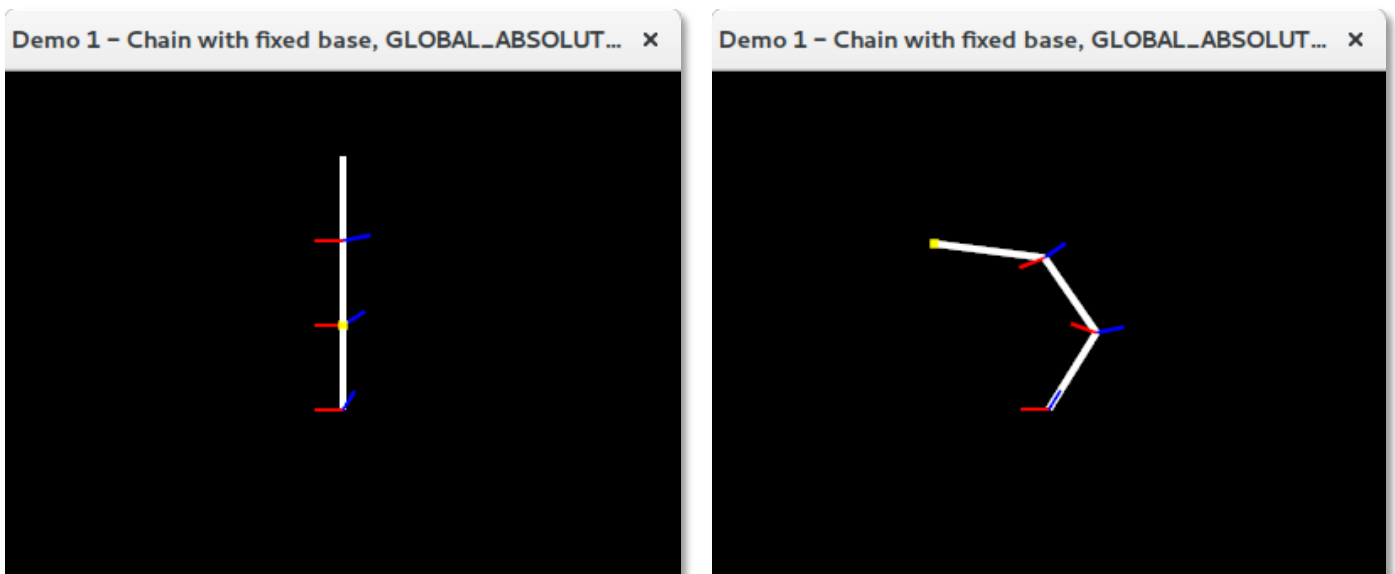 Demo 1 – Chain with fixed base, GLOBAL_ABSOLUT... ×
Demo 1 – Chain with fixed base, GLOBAL_ABSOLUT... ×